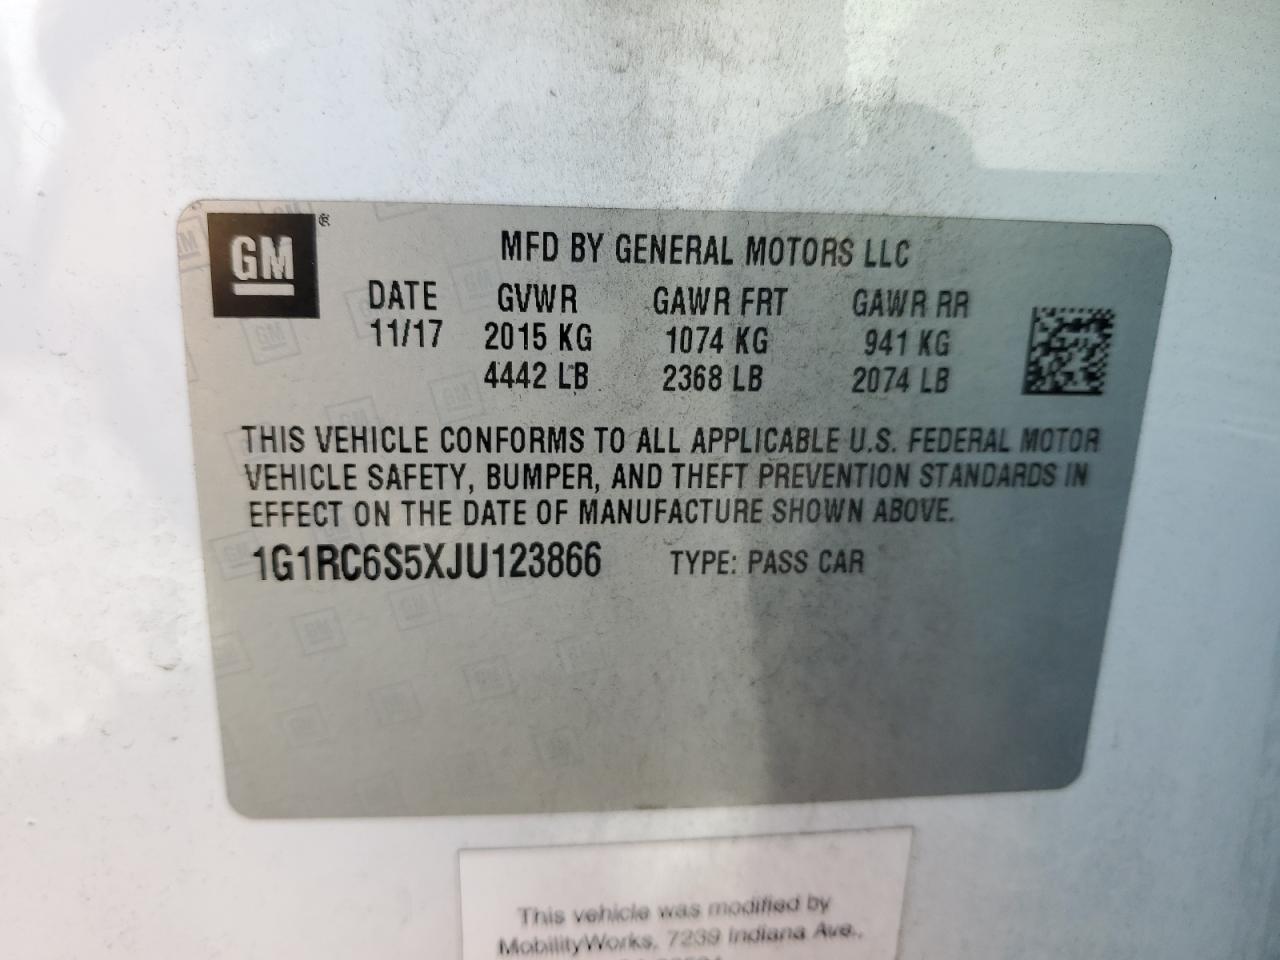 GM ®
MFD BY GENERAL MOTORS LLC
DATE GVWR GAWR FRT GAWR RR
11/17 2015 KG 1074 KG 941 KG
4442 LB 2368 LB 2074 LB
THIS VEHICLE CONFORMS TO ALL APPLICABLE U.S. FEDERAL MOTOR
VEHICLE SAFETY, BUMPER, AND THEFT PREVENTION STANDARDS IN
EFFECT ON THE DATE OF MANUFACTURE SHOWN ABOVE.
1G1RC6S5XJU123866 TYPE: PASS CAR
This vehicle was modified by
MobilityWorks, 7239 Indiana Ave.,